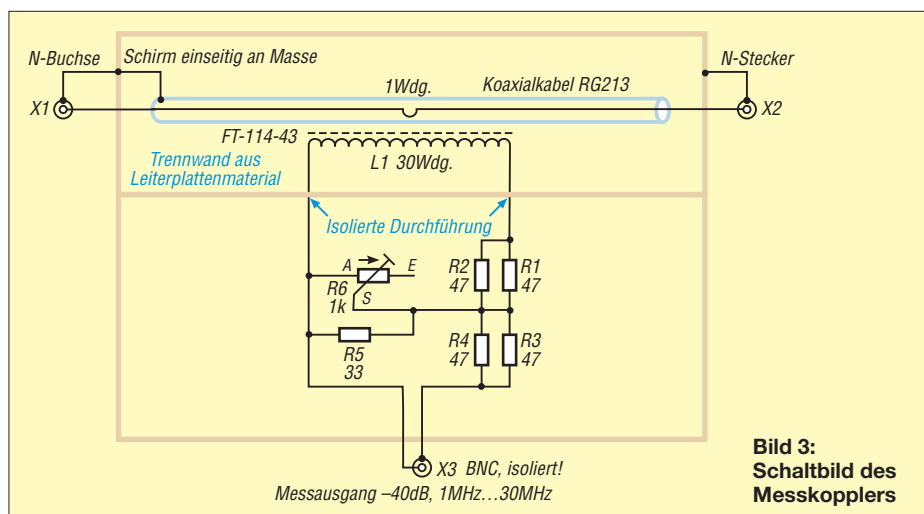 N-Buchse
Schirm einseitig an Masse
N-Stecker
1Wdg.
Koaxialkabel RG213
X1
X2
FT-114-43
L1 30Wdg.
Trennwand aus
Leiterplattenmaterial
Isolierte Durchführung
A
E
R6
1k
S
R2
47
R1
47
R5
33
R4
47
R3
47
X3 BNC, isoliert!
Messausgang –40dB, 1MHz...30MHz
Bild 3:
Schaltbild des
Messkopplers